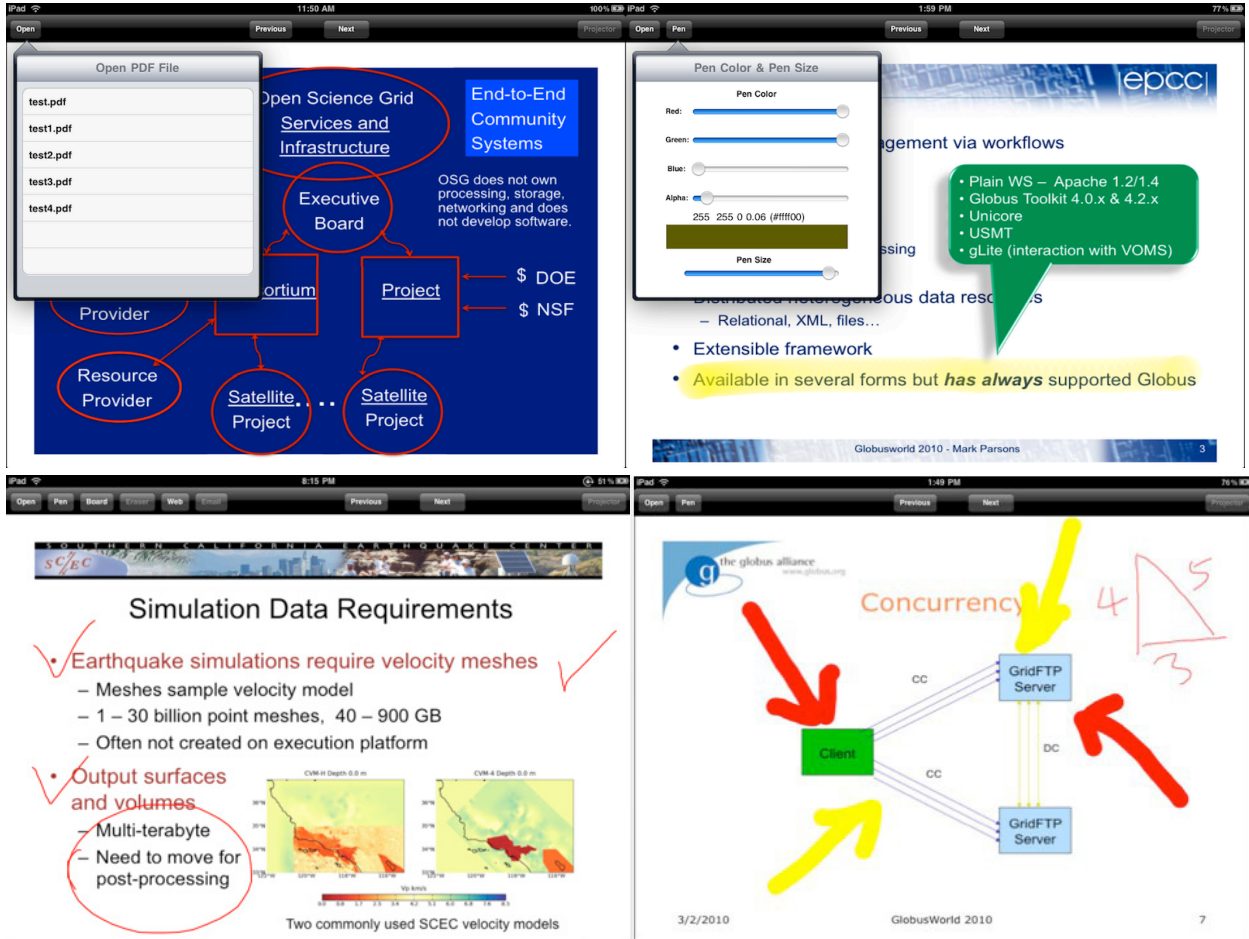 iPad 11:50 AM 100%
Open Previous Next Projector
Open PDF File
test.pdf
test1.pdf
test2.pdf
test3.pdf
test4.pdf
Open Science Grid
Services and
Infrastructure
End-to-End
Community
Systems
Executive
Board
OSG does not own
processing, storage,
networking and does
not develop software.
ortium
Project
$ DOE
$ NSF
Provider
Resource
Provider
Satellite
Project
....
Satellite
Project
iPad 1:59 PM 77%
Open Pen Previous Next Projector
Pen Color & Pen Size
Pen Color
Red:
Green:
Blue:
Alpha:
255 255 0 0.06 (#ffff00)
Pen Size
|epcc|
agement via workflows
• Plain WS – Apache 1.2/1.4
• Globus Toolkit 4.0.x & 4.2.x
• Unicore
• USMT
• gLite (interaction with VOMS)
ssing
Distributed heterogeneous data resources
– Relational, XML, files…
• Extensible framework
• Available in several forms but has always supported Globus
Globusworld 2010 - Mark Parsons 3
iPad 8:15 PM 51%
Open Pen Board Eraser Web Email Previous Next Projector
SOUTHERN CALIFORNIA EARTHQUAKE CENTER
SC/EC
Simulation Data Requirements
• Earthquake simulations require velocity meshes
– Meshes sample velocity model
– 1 – 30 billion point meshes, 40 – 900 GB
– Often not created on execution platform
• Output surfaces
and volumes
– Multi-terabyte
– Need to move for
post-processing
CVM-H Depth 0.0 m
CVM-4 Depth 0.0 m
Vp km/s
Two commonly used SCEC velocity models
iPad 1:49 PM 76%
Open Pen Previous Next Projector
g the globus alliance
www.globus.org
Concurrency
4 5
3
CC
GridFTP
Server
Client
DC
CC
GridFTP
Server
3/2/2010 GlobusWorld 2010 7